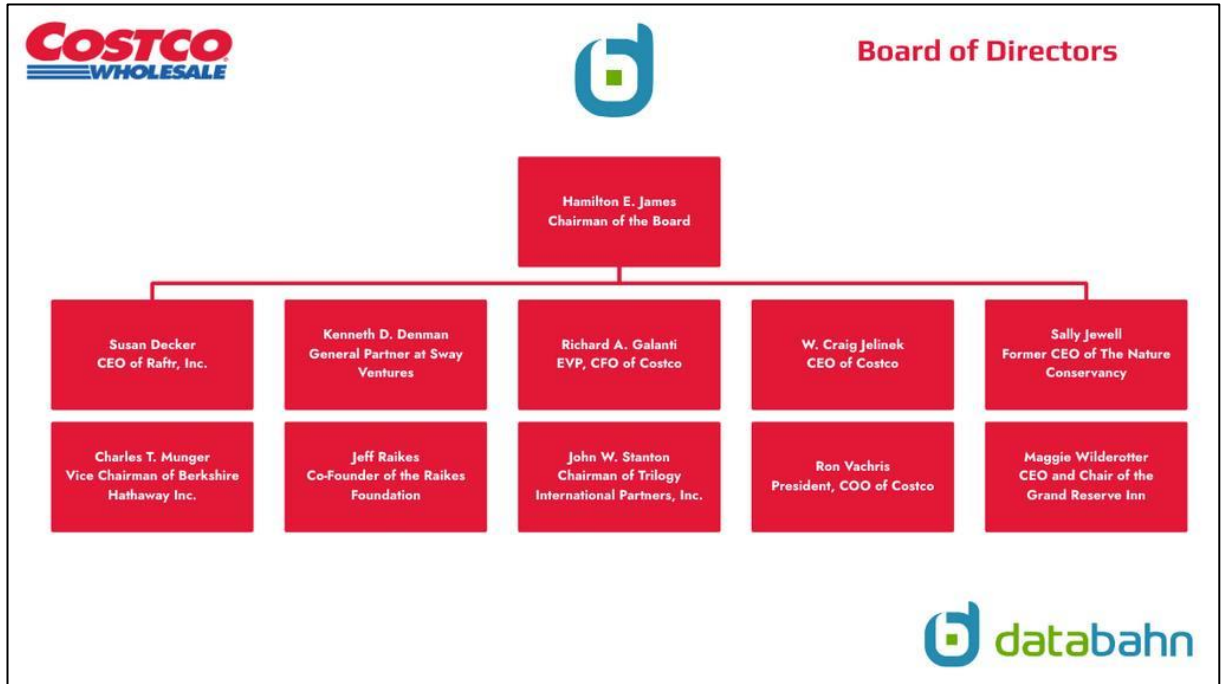 COSTCO
WHOLESALE
Board of Directors
Hamilton E. James
Chairman of the Board
Susan Decker
CEO of Raftr, Inc.
Kenneth D. Denman
General Partner at Sway
Ventures
Richard A. Galanti
EVP, CFO of Costco
W. Craig Jelinek
CEO of Costco
Sally Jewell
Former CEO of The Nature
Conservancy
Charles T. Munger
Vice Chairman of Berkshire
Hathaway Inc.
Jeff Raikes
Co-Founder of the Raikes
Foundation
John W. Stanton
Chairman of Trilogy
International Partners, Inc.
Ron Vachris
President, COO of Costco
Maggie Wilderotter
CEO and Chair of the
Grand Reserve Inn
databahn